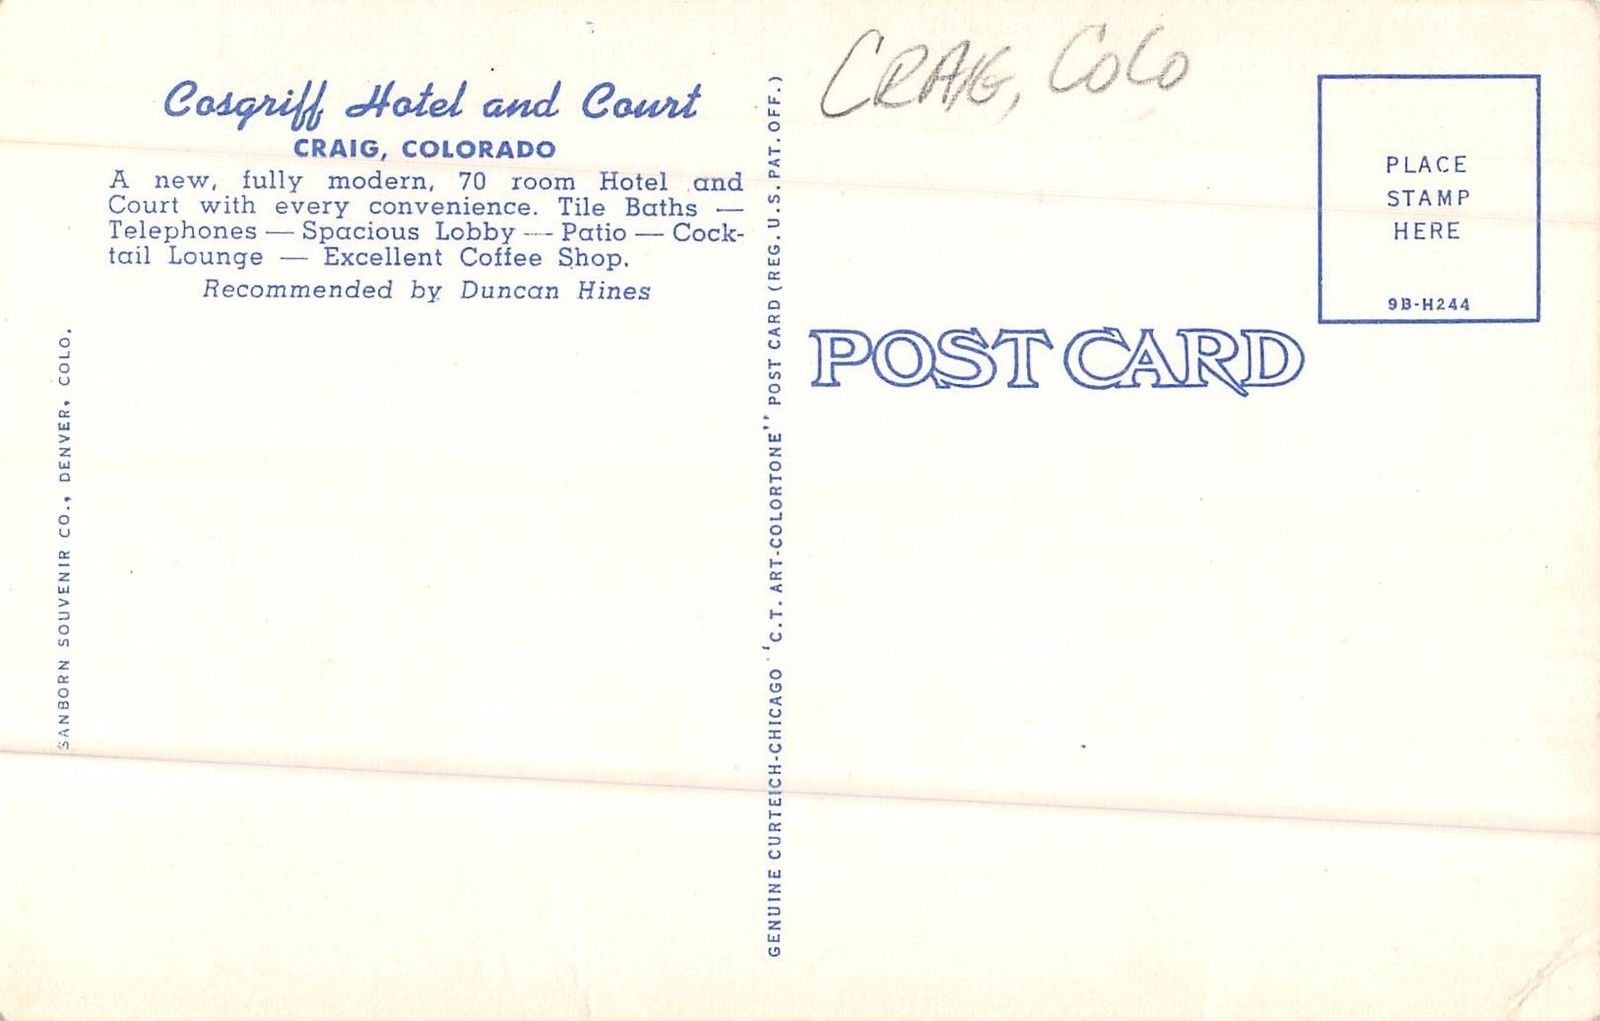 Cosgriff Hotel and Court
CRAIG, COLORADO
A new, fully modern, 70 room Hotel and
Court with every convenience. Tile Baths —
Telephones — Spacious Lobby — Patio — Cock-
tail Lounge — Excellent Coffee Shop.
Recommended by Duncan Hines
SANBORN SOUVENIR CO., DENVER, COLO.
GENUINE CURTEICH-CHICAGO "C.T. ART-COLORTONE" POST CARD (REG. U.S. PAT. OFF.)
CRAIG, COLO
PLACE
STAMP
HERE
9B-H244
POST CARD